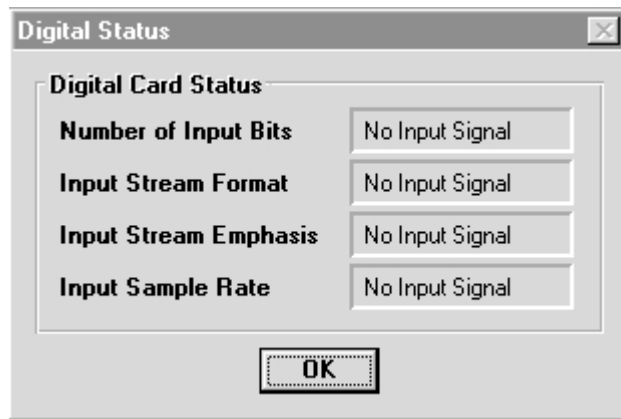 Digital Status
Digital Card Status
Number of Input Bits No Input Signal
Input Stream Format No Input Signal
Input Stream Emphasis No Input Signal
Input Sample Rate No Input Signal
OK